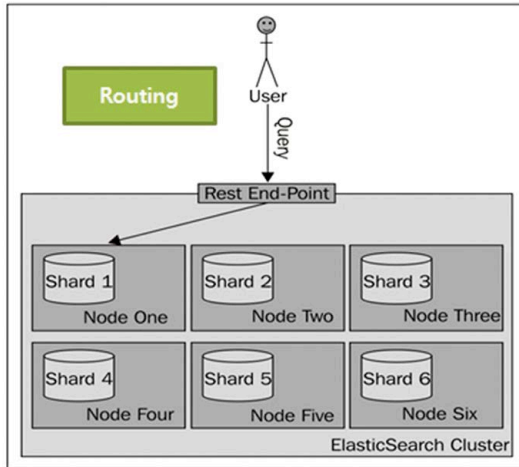 Routing
User
Query
Rest End-Point
Shard 1
Shard 2
Shard 3
Node One
Node Two
Node Three
Shard 4
Shard 5
Shard 6
Node Four
Node Five
Node Six
ElasticSearch Cluster